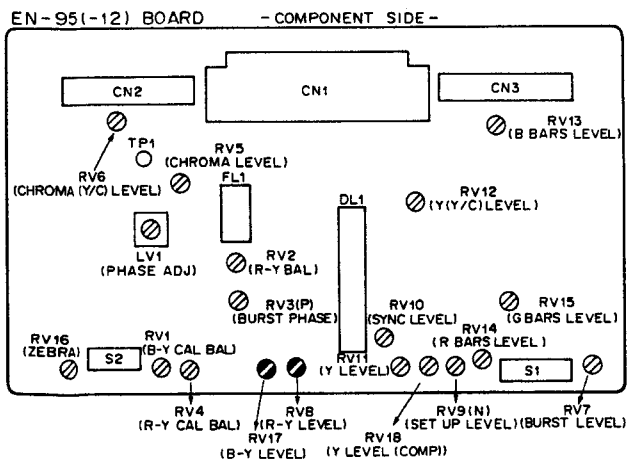 EN-95(-12) BOARD -COMPONENT SIDE-
CN2
CN1
CN3
RV13
(B BARS LEVEL)
TP1
RV5
(CHROMA LEVEL)
RV6
(CHROMA (Y/C) LEVEL)
FL1
DL1
RV12
(Y(Y/C) LEVEL)
LV1
(PHASE ADJ)
RV2
(R-Y BAL)
RV3(P)
(BURST PHASE)
RV10
(SYNC LEVEL)
RV15
(G BARS LEVEL)
RV16
(ZEBRA)
S2
RV1
(B-Y CAL BAL)
RV11
(Y LEVEL)
RV14
(R BARS LEVEL)
S1
RV4
(R-Y CAL BAL)
RV8
(R-Y LEVEL)
RV17
(B-Y LEVEL)
RV18
(Y LEVEL (COMP))
RV9(N)
(SET UP LEVEL)
RV7
(BURST LEVEL)